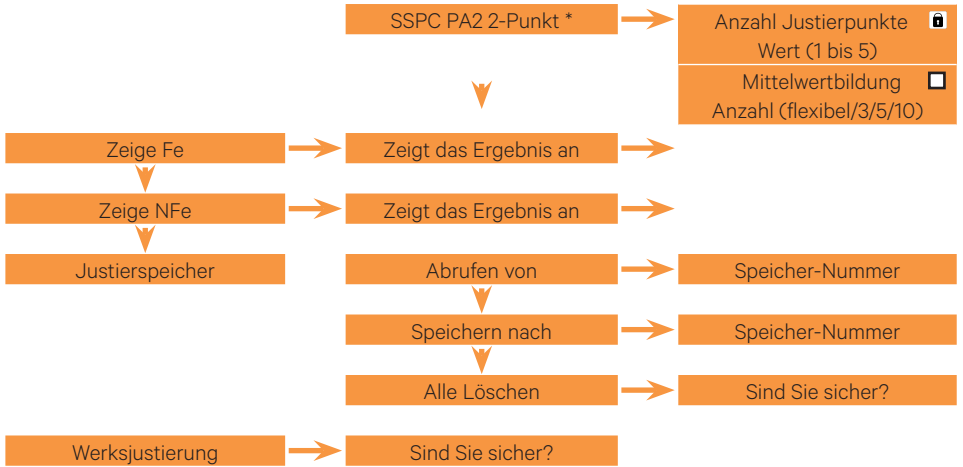 SSPC PA2 2-Punkt *
Anzahl Justierpunkte
Wert (1 bis 5)
Mittelwertbildung
Anzahl (flexibel/3/5/10)
Zeige Fe
Zeigt das Ergebnis an
Zeige NFe
Zeigt das Ergebnis an
Justierspeicher
Abrufen von
Speicher-Nummer
Speichern nach
Speicher-Nummer
Alle Löschen
Sind Sie sicher?
Werksjustierung
Sind Sie sicher?